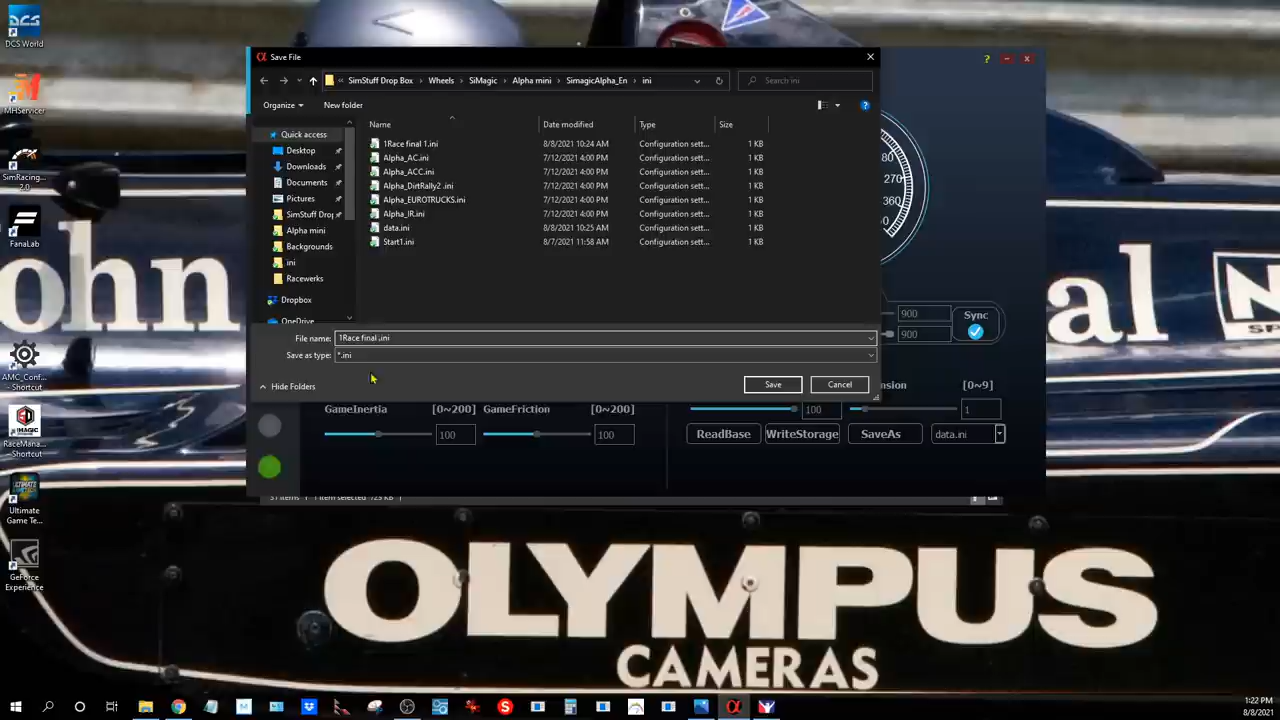 DCS World
MHServicer
SimRacing... 2.0
FanaLab
AMC_Conf... - Shortcut
RaceManag... - Shortcut
Ultimate Game Te...
GeForce Experience
Save File
« SimStuff Drop Box > Wheels > SiMagic > Alpha mini > SimagicAlpha_En > ini
Search ini
Organize
New folder
Name Date modified Type Size
Quick access
Desktop
Downloads
Documents
Pictures
SimStuff Drop
Alpha mini
Backgrounds
ini
Racewerks
Dropbox
OneDrive
1Race final 1.ini 8/8/2021 10:24 AM Configuration sett... 1 KB
Alpha_AC.ini 7/12/2021 4:00 PM Configuration sett... 1 KB
Alpha_ACC.ini 7/12/2021 4:00 PM Configuration sett... 1 KB
Alpha_DirtRally2 .ini 7/12/2021 4:00 PM Configuration sett... 1 KB
Alpha_EUROTRUCKS.ini 7/12/2021 4:00 PM Configuration sett... 1 KB
Alpha_IR.ini 7/12/2021 4:00 PM Configuration sett... 1 KB
data.ini 8/8/2021 10:25 AM Configuration sett... 1 KB
Start1.ini 8/7/2021 11:58 AM Configuration sett... 1 KB
File name: 1Race final .ini
Save as type: *.ini
Hide Folders
Save
Cancel
270
360
900
900
Sync
nsion [0~9]
GameInertia [0~200] GameFriction [0~200]
100
1
100
100
ReadBase
WriteStorage
SaveAs
data.ini
John
al
N
OLYMPUS
CAMERAS
1:22 PM
8/8/2021